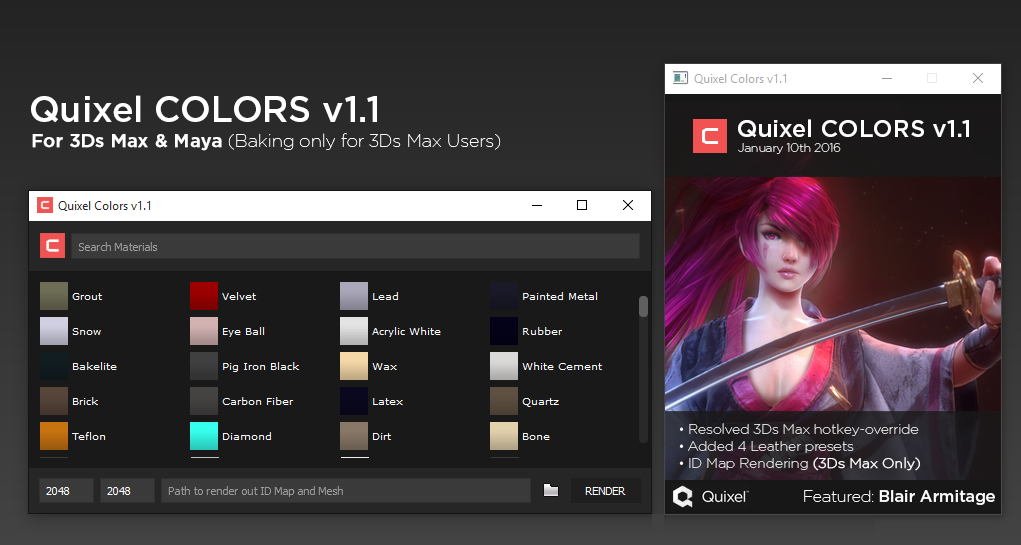 Quixel COLORS v1.1
For 3Ds Max & Maya (Baking only for 3Ds Max Users)
Quixel Colors v1.1
Search Materials
Grout
Velvet
Lead
Painted Metal
Snow
Eye Ball
Acrylic White
Rubber
Bakelite
Pig Iron Black
Wax
White Cement
Brick
Carbon Fiber
Latex
Quartz
Teflon
Diamond
Dirt
Bone
2048
2048
Path to render out ID Map and Mesh
RENDER
Quixel Colors v1.1
Quixel COLORS v1.1
January 10th 2016
• Resolved 3Ds Max hotkey-override
• Added 4 Leather presets
• ID Map Rendering (3Ds Max Only)
Quixel™
Featured: Blair Armitage